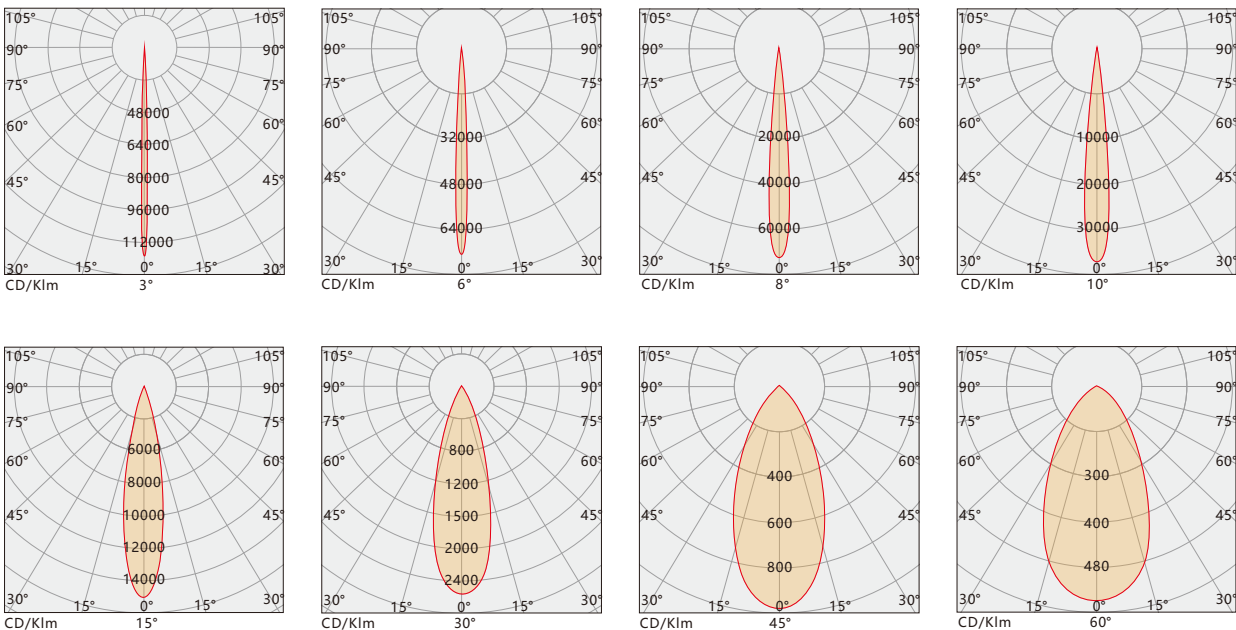 105° 105° 105° 105° 105° 105° 105° 105°
90° 90° 90° 90° 90° 90° 90° 90°
75° 75° 75° 75° 75° 75° 75° 75°
48000 32000 20000 10000
60° 60° 60° 60° 60° 60° 60° 60°
64000
45° 80000 45° 45° 48000 45° 45° 40000 45° 45° 20000 45°
96000 64000 60000 30000
112000
30° 15° 0° 15° 30° 30° 15° 0° 15° 30° 30° 15° 0° 15° 30° 30° 15° 0° 15° 30°
CD/Klm 3° CD/Klm 6° CD/Klm 8° CD/Klm 10°
105° 105° 105° 105° 105° 105° 105° 105°
90° 90° 90° 90° 90° 90° 90° 90°
75° 75° 75° 75° 75° 75° 75° 75°
6000 800
60° 60° 60° 60° 60° 60° 60° 60°
8000 1200 400 300
45° 10000 45° 45° 1500 45° 45° 600 45° 45° 400 45°
12000 2000
14000 2400 800 480
30° 15° 0° 15° 30° 30° 15° 0° 15° 30° 30° 15° 0° 15° 30° 30° 15° 0° 15° 30°
CD/Klm 15° CD/Klm 30° CD/Klm 45° CD/Klm 60°